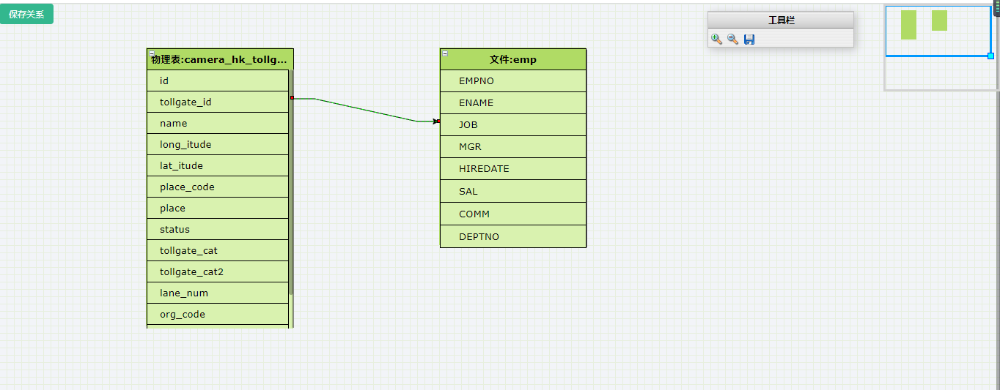 保存关系
工具栏
物理表:camera_hk_tollg...
id
tollgate_id
name
long_itude
lat_itude
place_code
place
status
tollgate_cat
tollgate_cat2
lane_num
org_code
文件:emp
EMPNO
ENAME
JOB
MGR
HIREDATE
SAL
COMM
DEPTNO